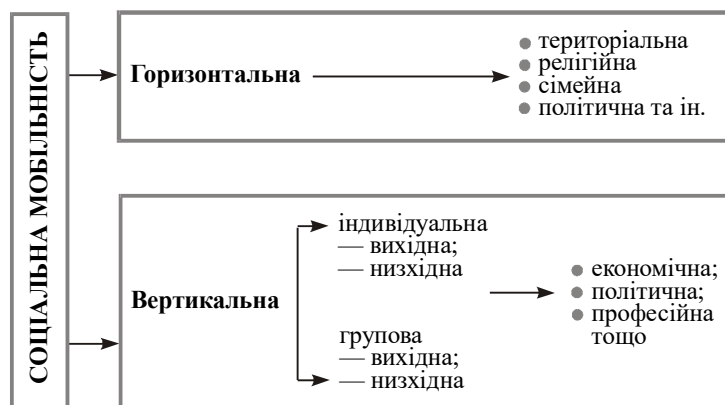 СОЦІАЛЬНА МОБІЛЬНІСТЬ
Горизонтальна
● територіальна
● релігійна
● сімейна
● політична та ін.
Вертикальна
індивідуальна
— вихідна;
— низхідна
групова
— вихідна;
— низхідна
● економічна;
● політична;
● професійна
тощо